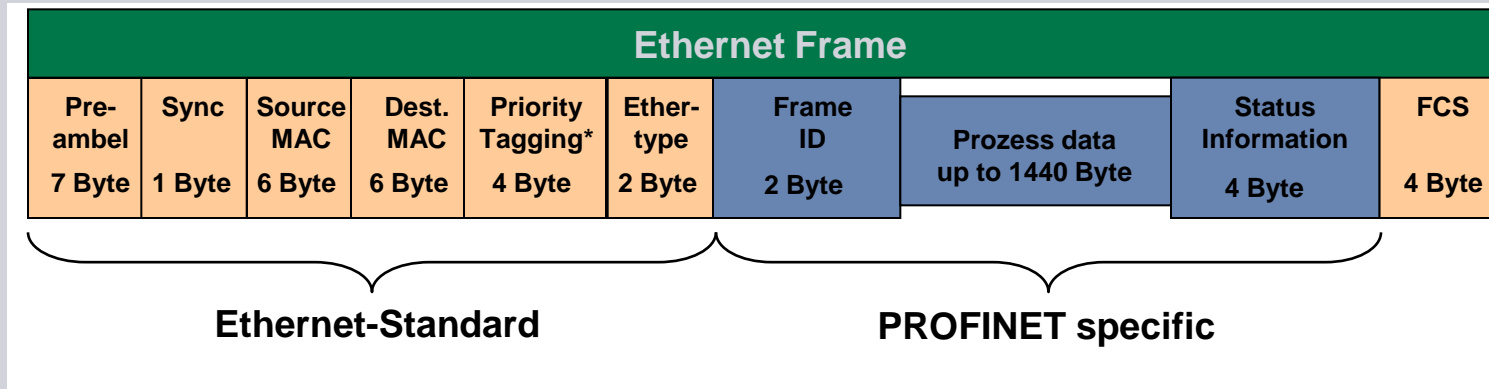 Ethernet Frame
Pre-
ambel
7 Byte
Sync
1 Byte
Source
MAC
6 Byte
Dest.
MAC
6 Byte
Priority
Tagging*
4 Byte
Ether-
type
2 Byte
Frame
ID
2 Byte
Prozess data
up to 1440 Byte
Status
Information
4 Byte
FCS
4 Byte
Ethernet-Standard
PROFINET specific